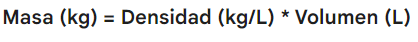 Masa (kg) = Densidad (kg/L) * Volumen (L)